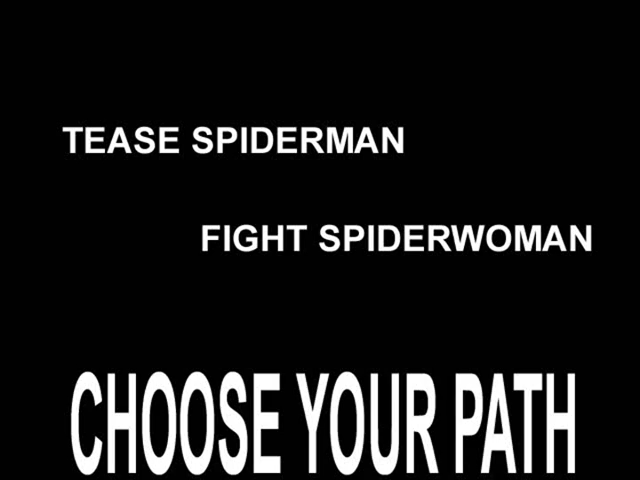 TEASE SPIDERMAN
FIGHT SPIDERWOMAN
CHOOSE YOUR PATH